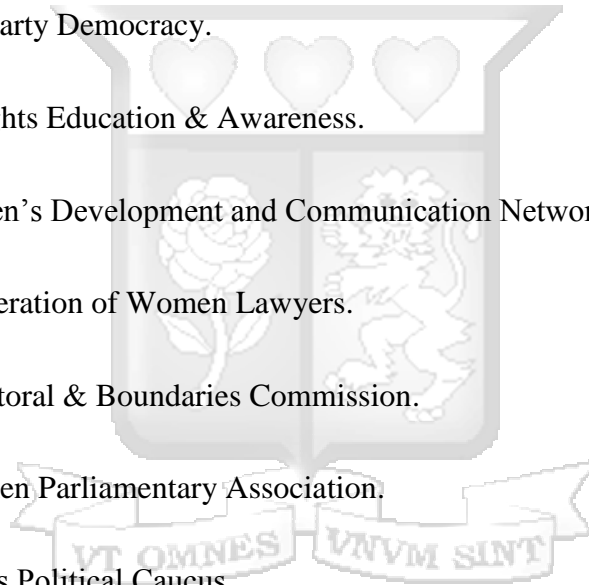 arty Democracy.
hts Education & Awareness.
en’s Development and Communication Networ
eration of Women Lawyers.
toral & Boundaries Commission.
en Parliamentary Association.
VT OMNES VNVM SINT
s Political Caucus